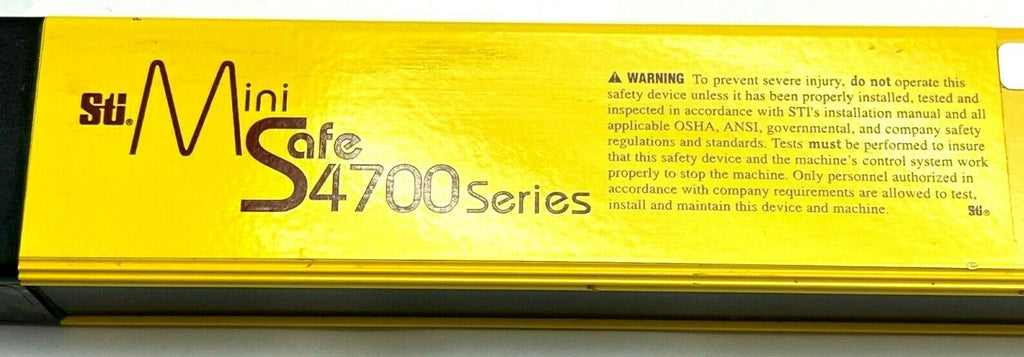 Sti® Mini
Safe
S4700 Series
⚠ WARNING To prevent severe injury, do not operate this
safety device unless it has been properly installed, tested and
inspected in accordance with STI's installation manual and all
applicable OSHA, ANSI, governmental, and company safety
regulations and standards. Tests must be performed to insure
that this safety device and the machine's control system work
properly to stop the machine. Only personnel authorized in
accordance with company requirements are allowed to test,
install and maintain this device and machine.
Sti®